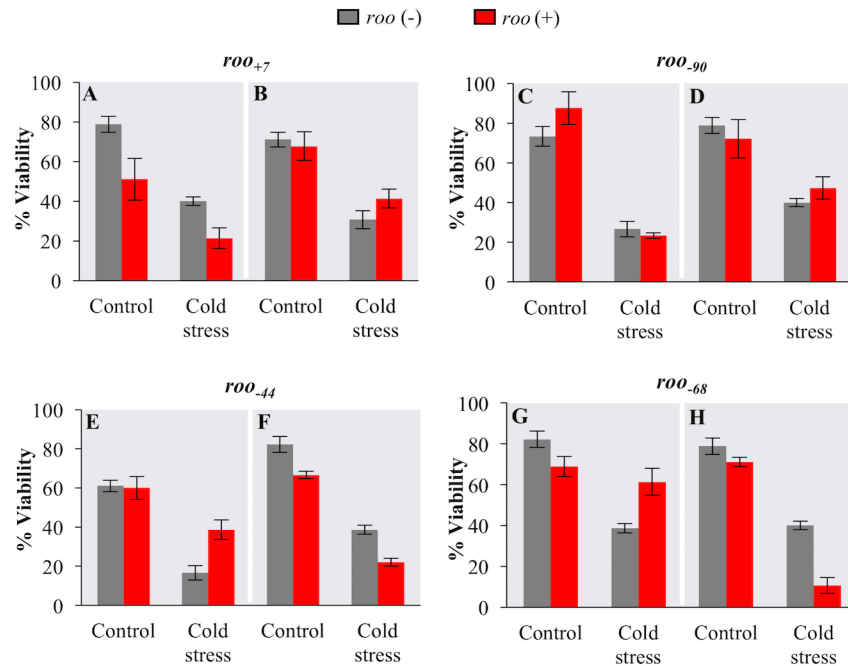 roo (-) roo (+)
roo+7
A B
% Viability
100
80
60
40
20
0
Control Cold stress Control Cold stress
roo-90
C D
% Viability
100
80
60
40
20
0
Control Cold stress Control Cold stress
roo-44
E F
% Viability
100
80
60
40
20
0
Control Cold stress Control Cold stress
roo-68
G H
% Viability
100
80
60
40
20
0
Control Cold stress Control Cold stress